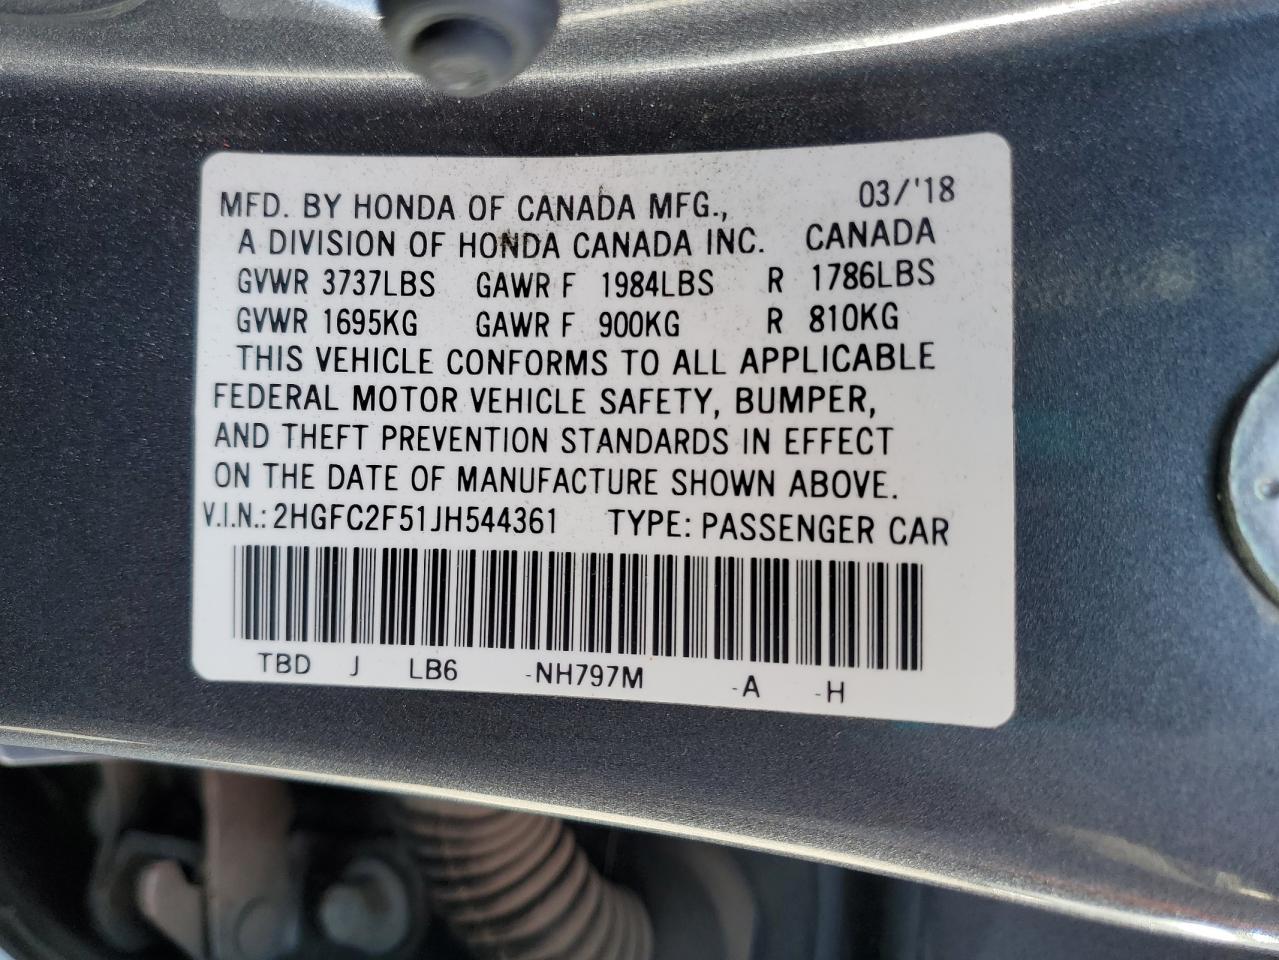 MFD. BY HONDA OF CANADA MFG., 03/'18
A DIVISION OF HONDA CANADA INC. CANADA
GVWR 3737LBS GAWR F 1984LBS R 1786LBS
GVWR 1695KG GAWR F 900KG R 810KG
THIS VEHICLE CONFORMS TO ALL APPLICABLE
FEDERAL MOTOR VEHICLE SAFETY, BUMPER,
AND THEFT PREVENTION STANDARDS IN EFFECT
ON THE DATE OF MANUFACTURE SHOWN ABOVE.
V.I.N.: 2HGFC2F51JH544361 TYPE: PASSENGER CAR
TBD J LB6 -NH797M -A -H